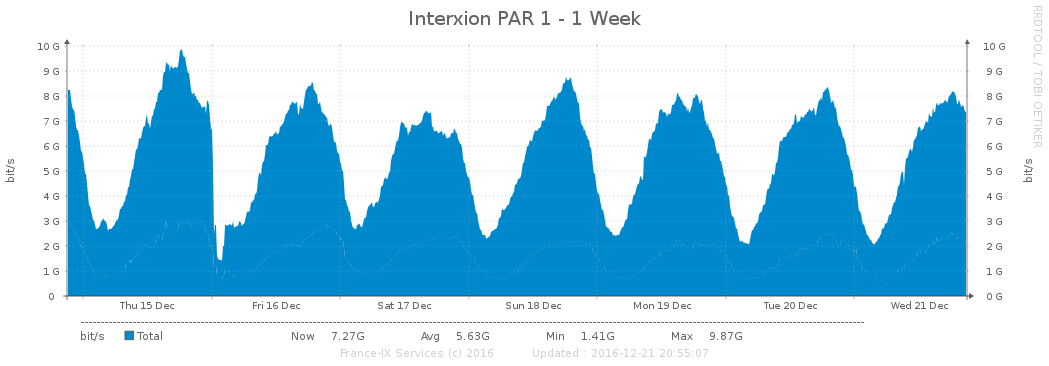 Interxion PAR 1 - 1 Week
RRDTOOL / TOBI OETIKER
bit/s
10 G
9 G
8 G
7 G
6 G
5 G
4 G
3 G
2 G
1 G
0
10 G
9 G
8 G
7 G
6 G
5 G
4 G
3 G
2 G
1 G
0 G
bit/s
Thu 15 Dec Fri 16 Dec Sat 17 Dec Sun 18 Dec Mon 19 Dec Tue 20 Dec Wed 21 Dec
bit/s Total Now 7.27G Avg 5.63G Min 1.41G Max 9.87G
France-IX Services (c) 2016 Updated : 2016-12-21 20:55:07